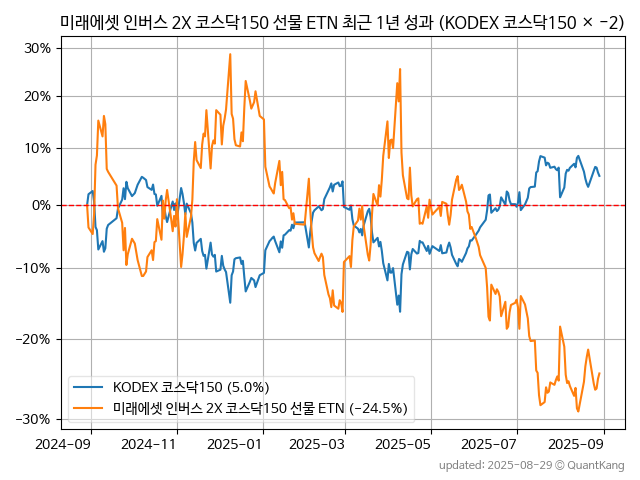 미래에셋 인버스 2X 코스닥150 선물 ETN 최근 1년 성과 (KODEX 코스닥150 × −2)
30%
20%
10%
0%
−10%
−20%
−30%
KODEX 코스닥150 (5.0%)
미래에셋 인버스 2X 코스닥150 선물 ETN (−24.5%)
2024-09 2024-11 2025-01 2025-03 2025-05 2025-07 2025-09
updated: 2025-08-29 © QuantKang